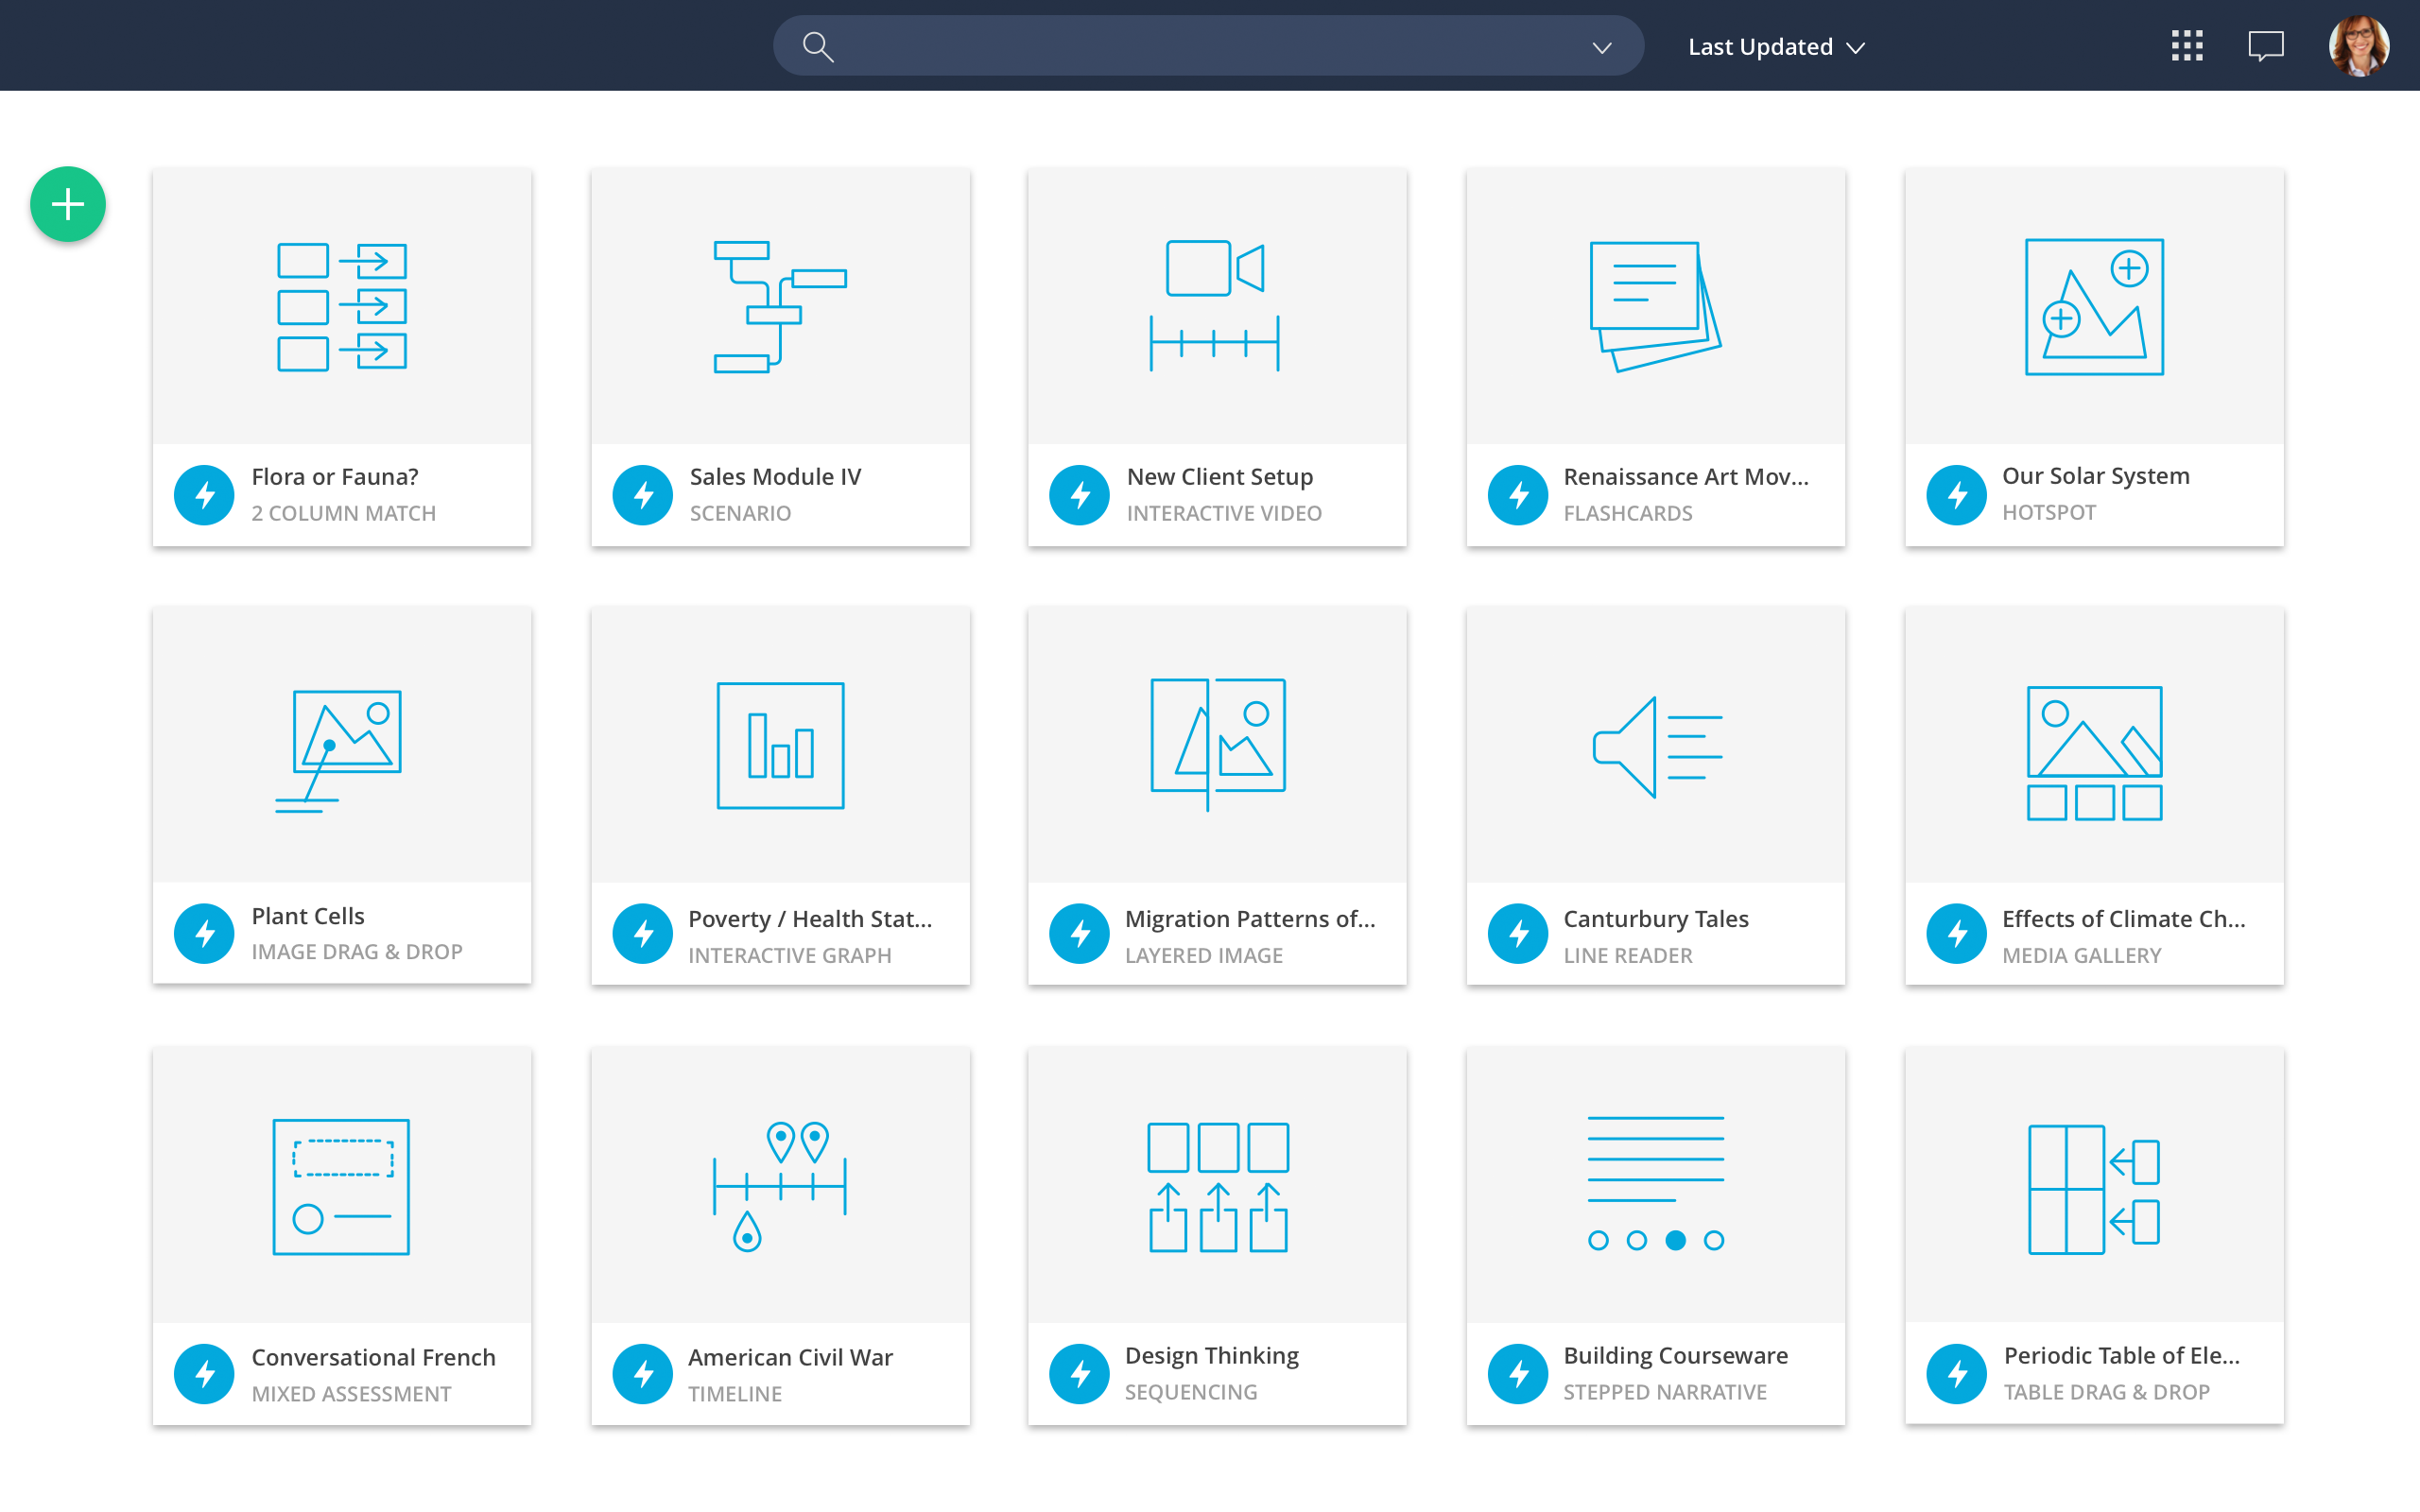 Last Updated
Flora or Fauna?
2 COLUMN MATCH
Sales Module IV
SCENARIO
New Client Setup
INTERACTIVE VIDEO
Renaissance Art Mov...
FLASHCARDS
Our Solar System
HOTSPOT
Plant Cells
IMAGE DRAG & DROP
Poverty / Health Stat...
INTERACTIVE GRAPH
Migration Patterns of...
LAYERED IMAGE
Canturbury Tales
LINE READER
Effects of Climate Ch...
MEDIA GALLERY
Conversational French
MIXED ASSESSMENT
American Civil War
TIMELINE
Design Thinking
SEQUENCING
Building Courseware
STEPPED NARRATIVE
Periodic Table of Ele...
TABLE DRAG & DROP